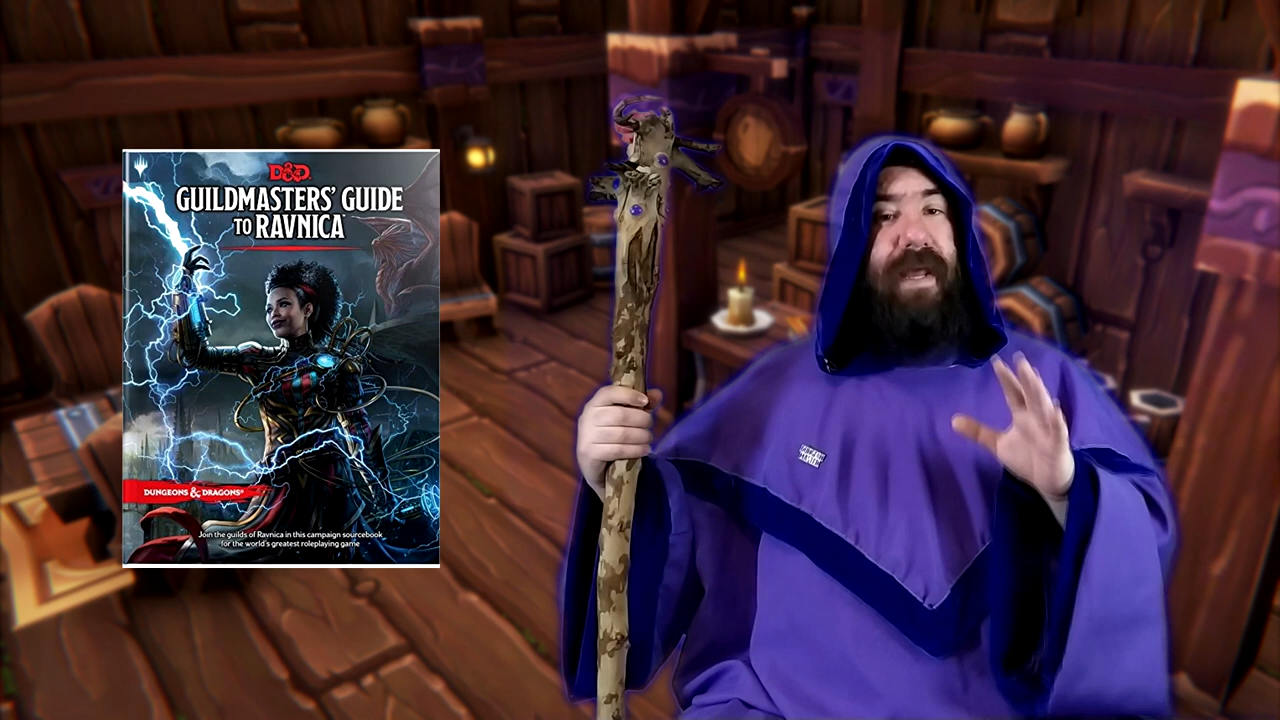 D&D
GUILDMASTERS' GUIDE
TO RAVNICA
DUNGEONS & DRAGONS®
Join the guilds of Ravnica in this campaign sourcebook
for the world's greatest roleplaying game